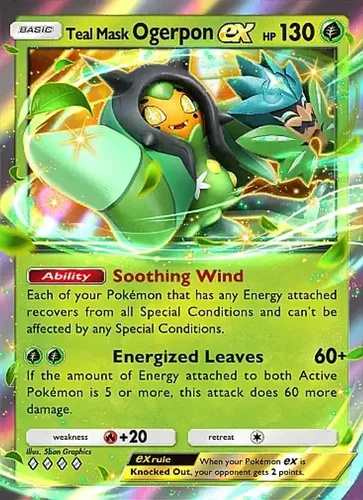 BASIC Teal Mask Ogerpon ex HP 130
Ability Soothing Wind
Each of your Pokémon that has any Energy attached
recovers from all Special Conditions and can't be
affected by any Special Conditions.
Energized Leaves 60+
If the amount of Energy attached to both Active
Pokémon is 5 or more, this attack does 60 more
damage.
weakness +20 retreat
Illus. 5ban Graphics
ex rule When your Pokémon ex is
Knocked Out, your opponent gets 2 points.